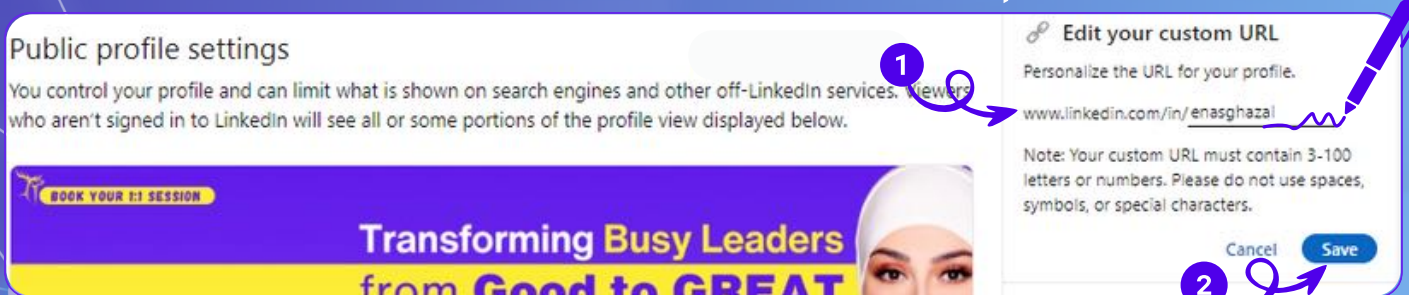 Public profile settings
You control your profile and can limit what is shown on search engines and other off-LinkedIn services. Viewers
who aren't signed in to LinkedIn will see all or some portions of the profile view displayed below.
BOOK YOUR 1:1 SESSION
Transforming Busy Leaders
from Good to GREAT
1
Edit your custom URL
Personalize the URL for your profile.
www.linkedin.com/in/enasghazal
Note: Your custom URL must contain 3-100
letters or numbers. Please do not use spaces,
symbols, or special characters.
Cancel Save
2